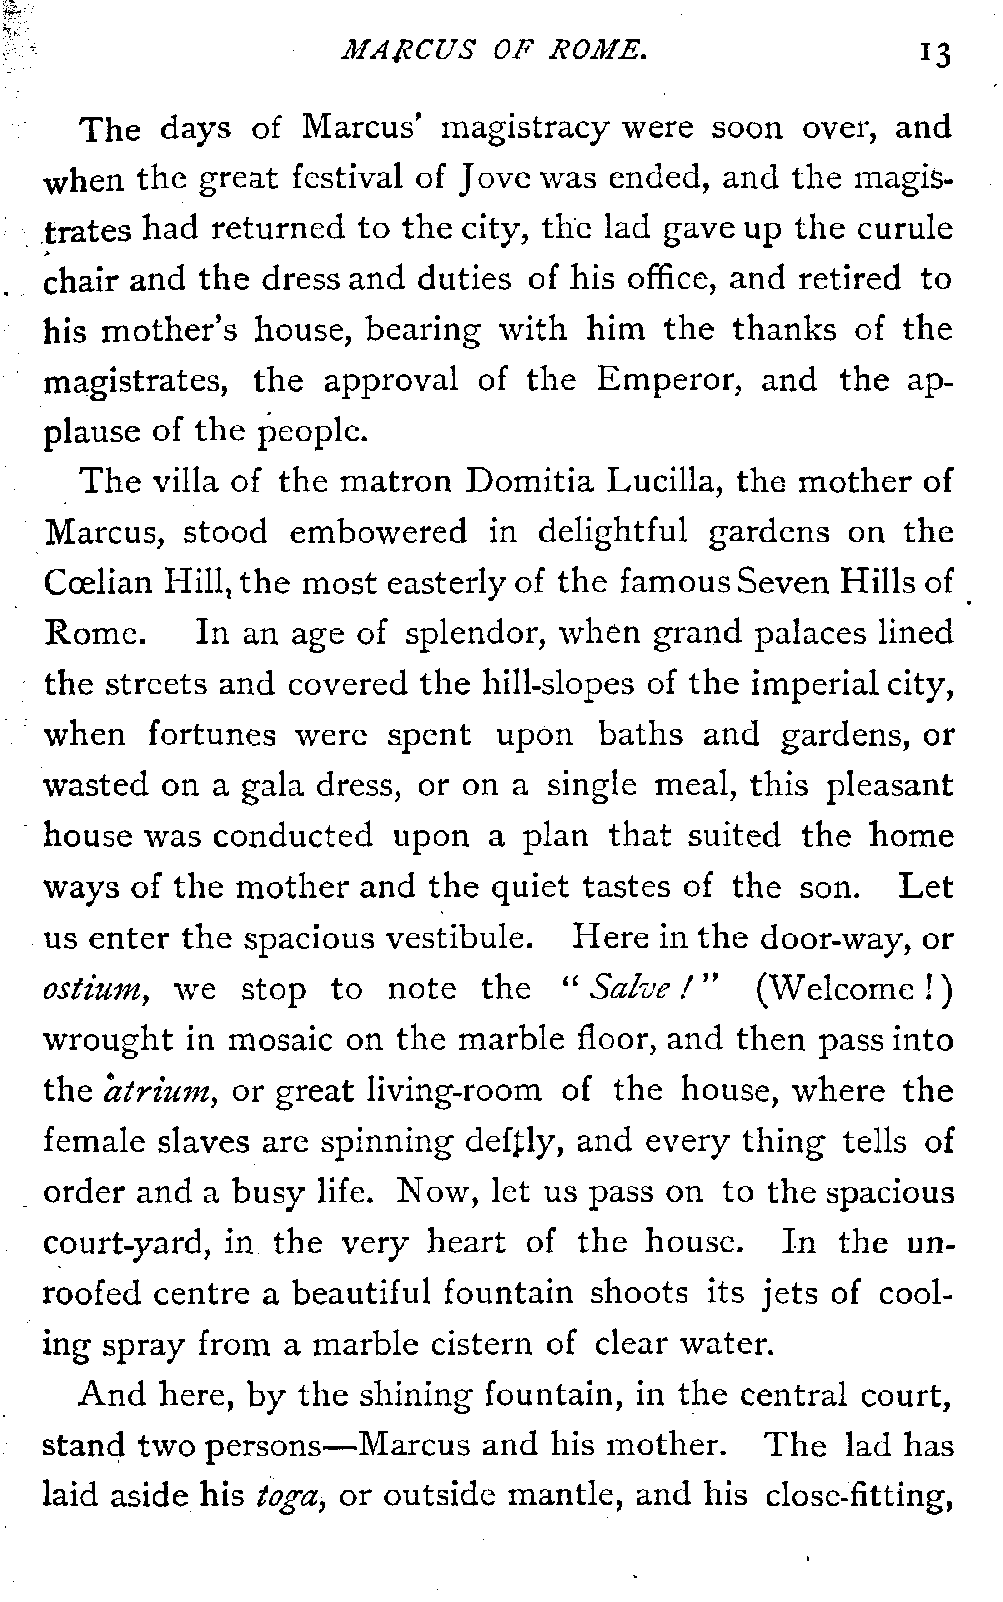 MARCUS OF ROME. 13
The days of Marcus' magistracy were soon over, and
when the great festival of Jove was ended, and the magis-
trates had returned to the city, the lad gave up the curule
chair and the dress and duties of his office, and retired to
his mother's house, bearing with him the thanks of the
magistrates, the approval of the Emperor, and the ap-
plause of the people.
The villa of the matron Domitia Lucilla, the mother of
Marcus, stood embowered in delightful gardens on the
Cœlian Hill, the most easterly of the famous Seven Hills of
Rome. In an age of splendor, when grand palaces lined
the streets and covered the hill-slopes of the imperial city,
when fortunes were spent upon baths and gardens, or
wasted on a gala dress, or on a single meal, this pleasant
house was conducted upon a plan that suited the home
ways of the mother and the quiet tastes of the son. Let
us enter the spacious vestibule. Here in the door-way, or
ostium, we stop to note the "Salve!" (Welcome!)
wrought in mosaic on the marble floor, and then pass into
the atrium, or great living-room of the house, where the
female slaves are spinning deftly, and every thing tells of
order and a busy life. Now, let us pass on to the spacious
court-yard, in the very heart of the house. In the un-
roofed centre a beautiful fountain shoots its jets of cool-
ing spray from a marble cistern of clear water.
And here, by the shining fountain, in the central court,
stand two persons—Marcus and his mother. The lad has
laid aside his toga, or outside mantle, and his close-fitting,